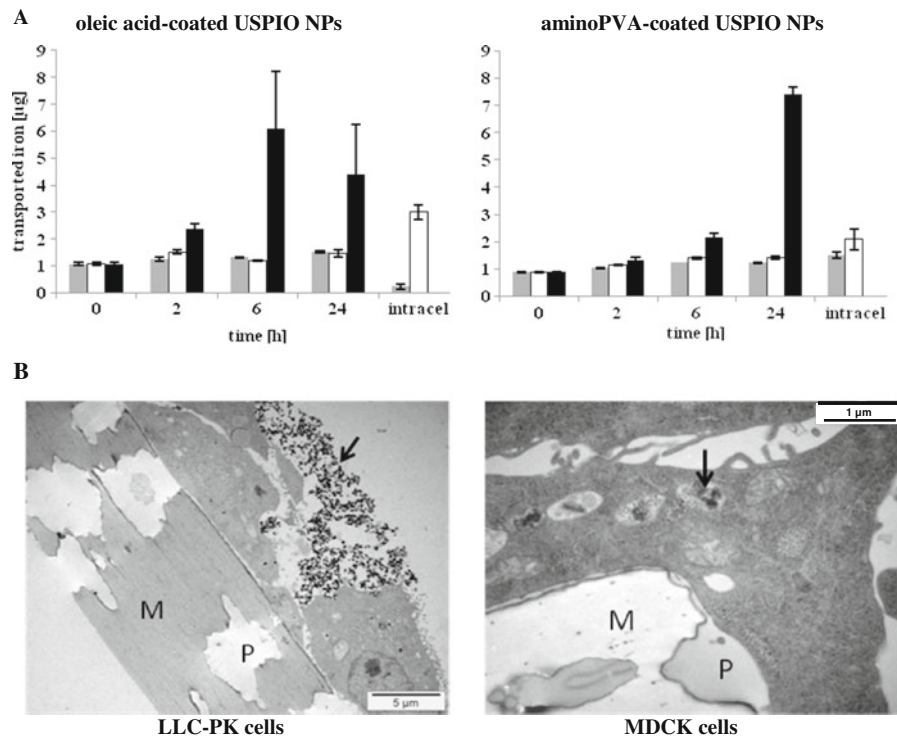 A
oleic acid-coated USPIO NPs
aminoPVA-coated USPIO NPs
transported iron [µg]
9
8
7
6
5
4
3
2
1
0
0 2 6 24 intracel
time [h]
9
8
7
6
5
4
3
2
1
0
0 2 6 24 intracel
time [h]
B
M
P
5 µm
LLC-PK cells
1 µm
M
P
MDCK cells